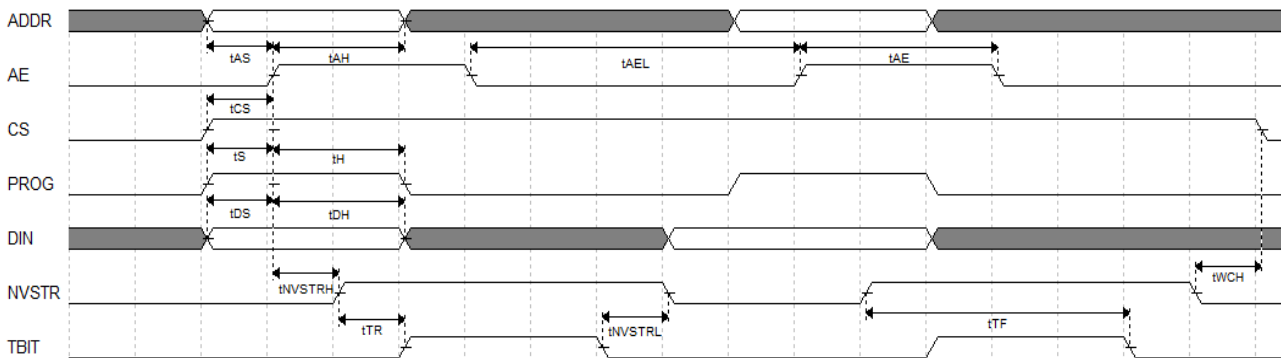 ADDR
tAS
tAH
tAEL
tAE
AE
tCS
CS
tS
tH
PROG
tDS
tDH
DIN
tWCH
tNVSTRH
NVSTR
tTR
tNVSTRL
tTF
TBIT